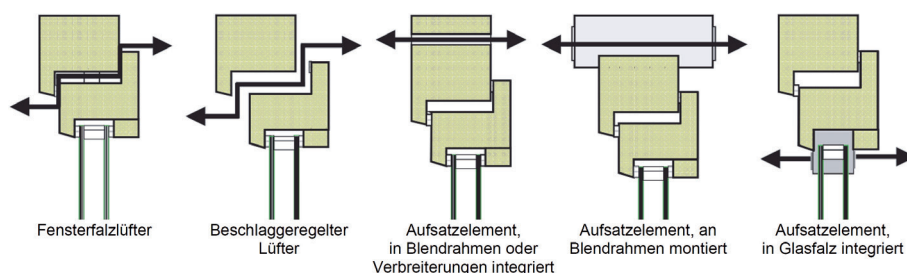 Fensterfalzlüfter
Beschlaggeregelter
Lüfter
Aufsatzelement,
in Blendrahmen oder
Verbreiterungen integriert
Aufsatzelement, an
Blendrahmen montiert
Aufsatzelement,
in Glasfalz integriert